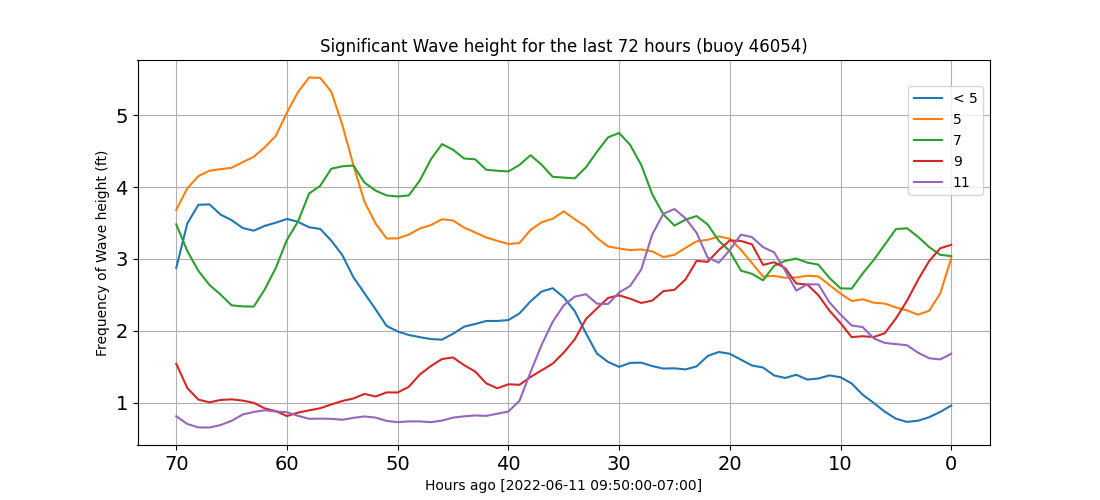 Significant Wave height for the last 72 hours (buoy 46054)
Frequency of Wave height (ft)
5
4
3
2
1
< 5
5
7
9
11
70 60 50 40 30 20 10 0
Hours ago [2022-06-11 09:50:00-07:00]